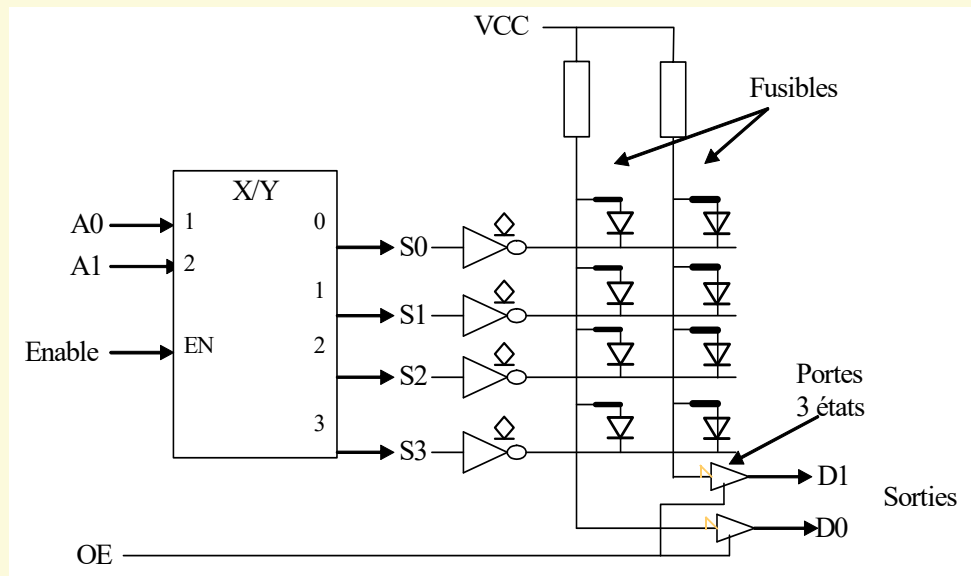 VCC
Fusibles
X/Y
A0
1
0
S0
A1
2
1
S1
Enable
EN
2
S2
Portes
3 états
3
S3
D1
Sorties
D0
OE